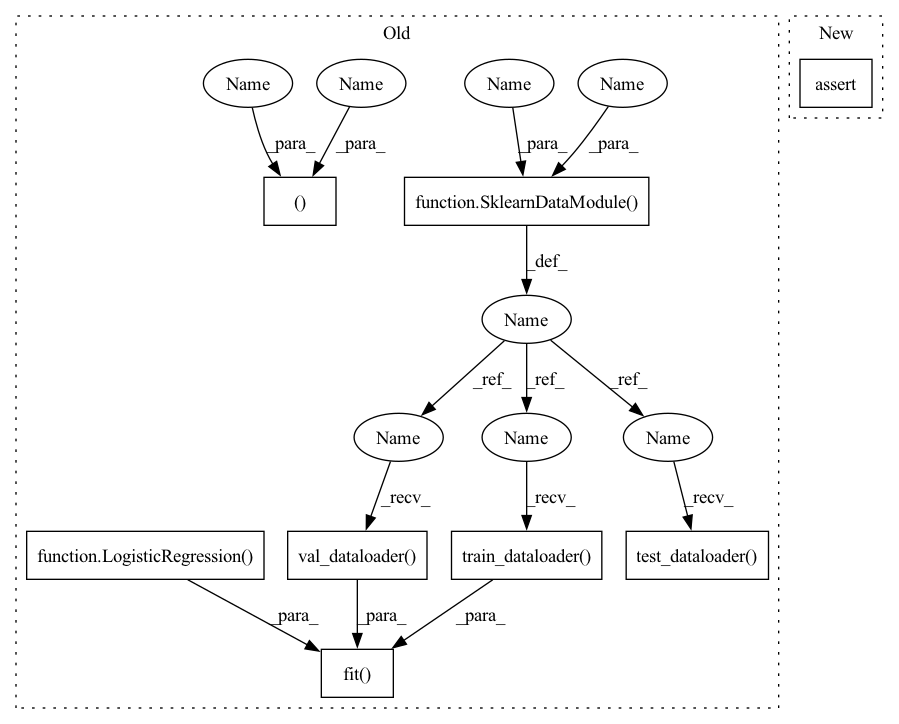 Old
New
Name
Name
Name
Name
assert
_para_
_para_
_para_
_para_
()
function.SklearnDataModule()
_def_
Name
_ref_
_ref_
_ref_
Name
Name
Name
_recv_
_recv_
_recv_
function.LogisticRegression()
val_dataloader()
train_dataloader()
test_dataloader()
_para_
_para_
_para_
fit()